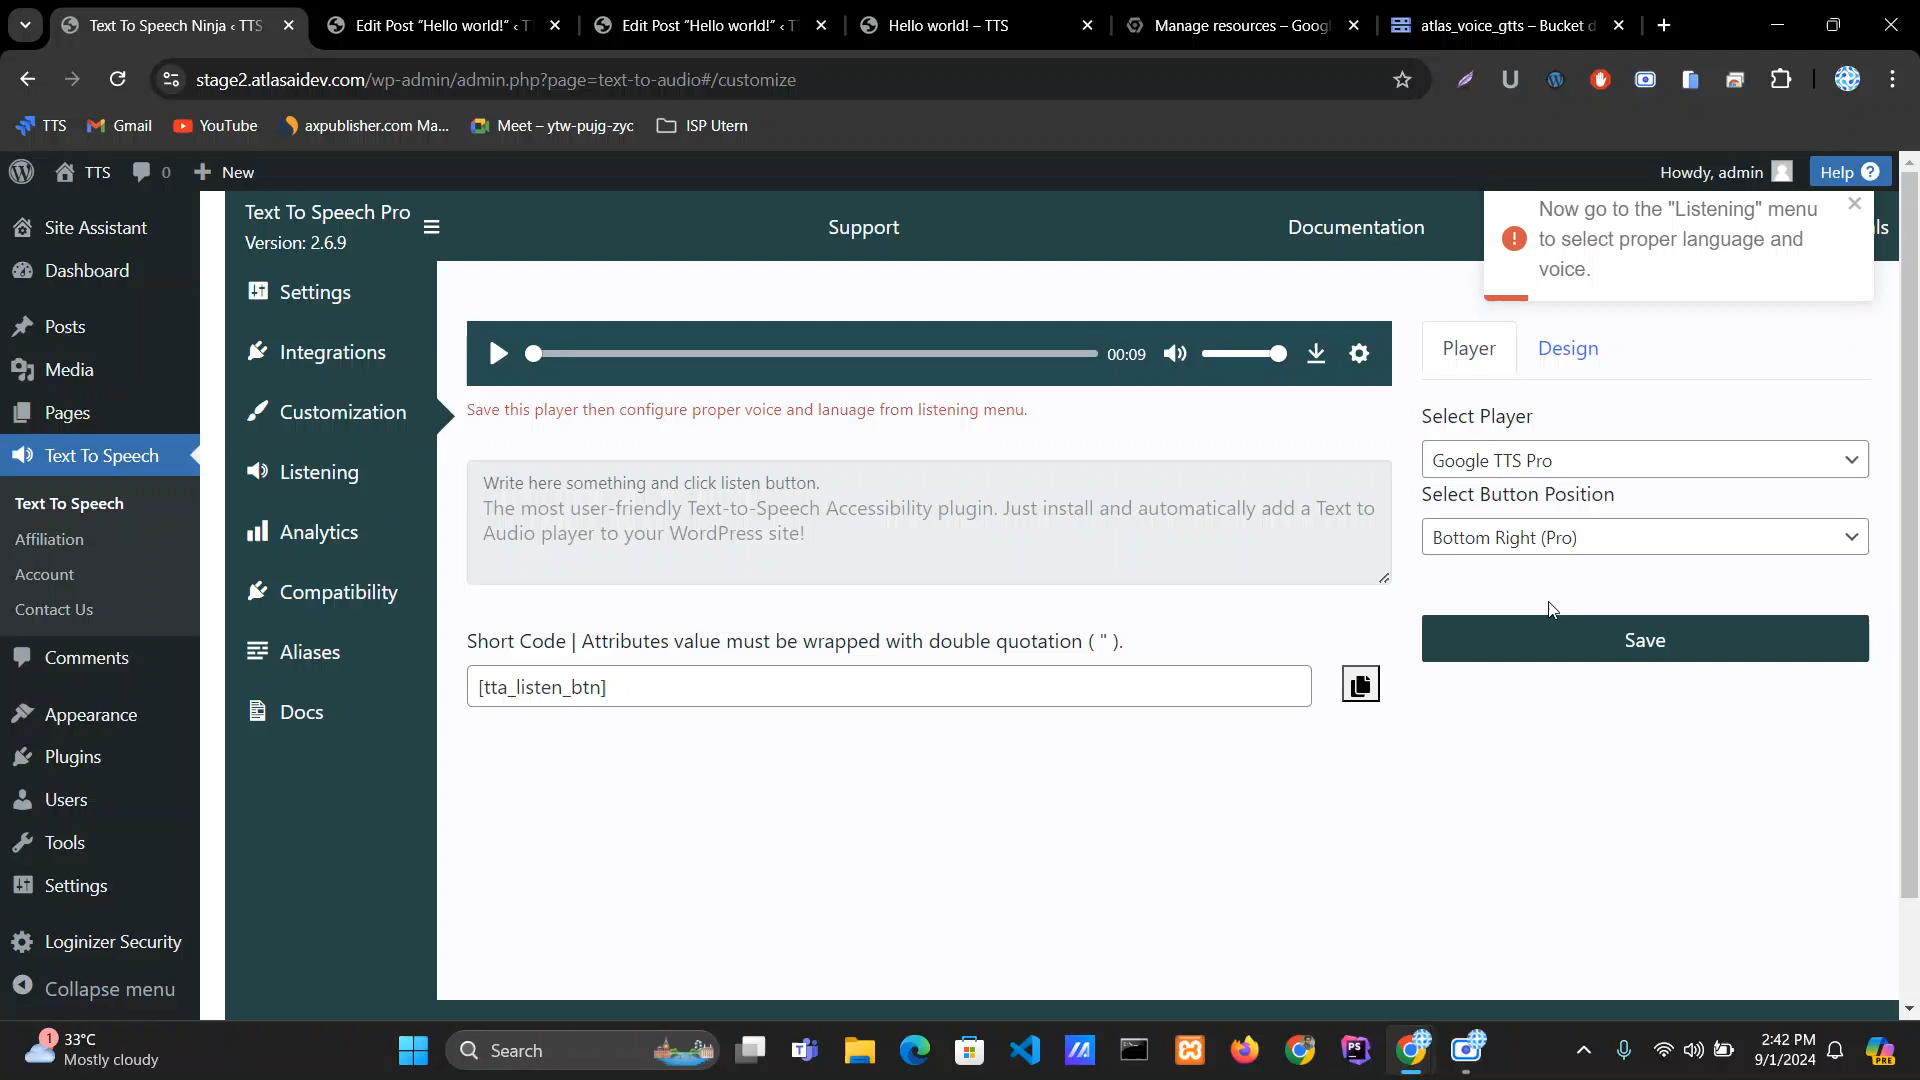 Text To Speech Ninja ‹ TTS
Edit Post “Hello world!” ‹ T
Edit Post “Hello world!” ‹ T
Hello world! – TTS
Manage resources – Googl
atlas_voice_gtts – Bucket d
stage2.atlasaidev.com/wp-admin/admin.php?page=text-to-audio#/customize
TTS
Gmail
YouTube
axpublisher.com Ma...
Meet – ytw-pujg-zyc
ISP Utern
TTS
0
New
Howdy, admin
Help
Site Assistant
Dashboard
Posts
Media
Pages
Text To Speech
Text To Speech
Affiliation
Account
Contact Us
Comments
Appearance
Plugins
Users
Tools
Settings
Loginizer Security
Collapse menu
Text To Speech Pro
Version: 2.6.9
Support
Documentation
ls
Now go to the "Listening" menu
to select proper language and
voice.
Settings
Integrations
Customization
Listening
Analytics
Compatibility
Aliases
Docs
00:09
Save this player then configure proper voice and lanuage from listening menu.
Write here something and click listen button.
The most user-friendly Text-to-Speech Accessibility plugin. Just install and automatically add a Text to
Audio player to your WordPress site!
Short Code | Attributes value must be wrapped with double quotation ( " ).
[tta_listen_btn]
Player
Design
Select Player
Google TTS Pro
Select Button Position
Bottom Right (Pro)
Save
1
33°C
Mostly cloudy
Search
PS
PRE
2:42 PM
9/1/2024